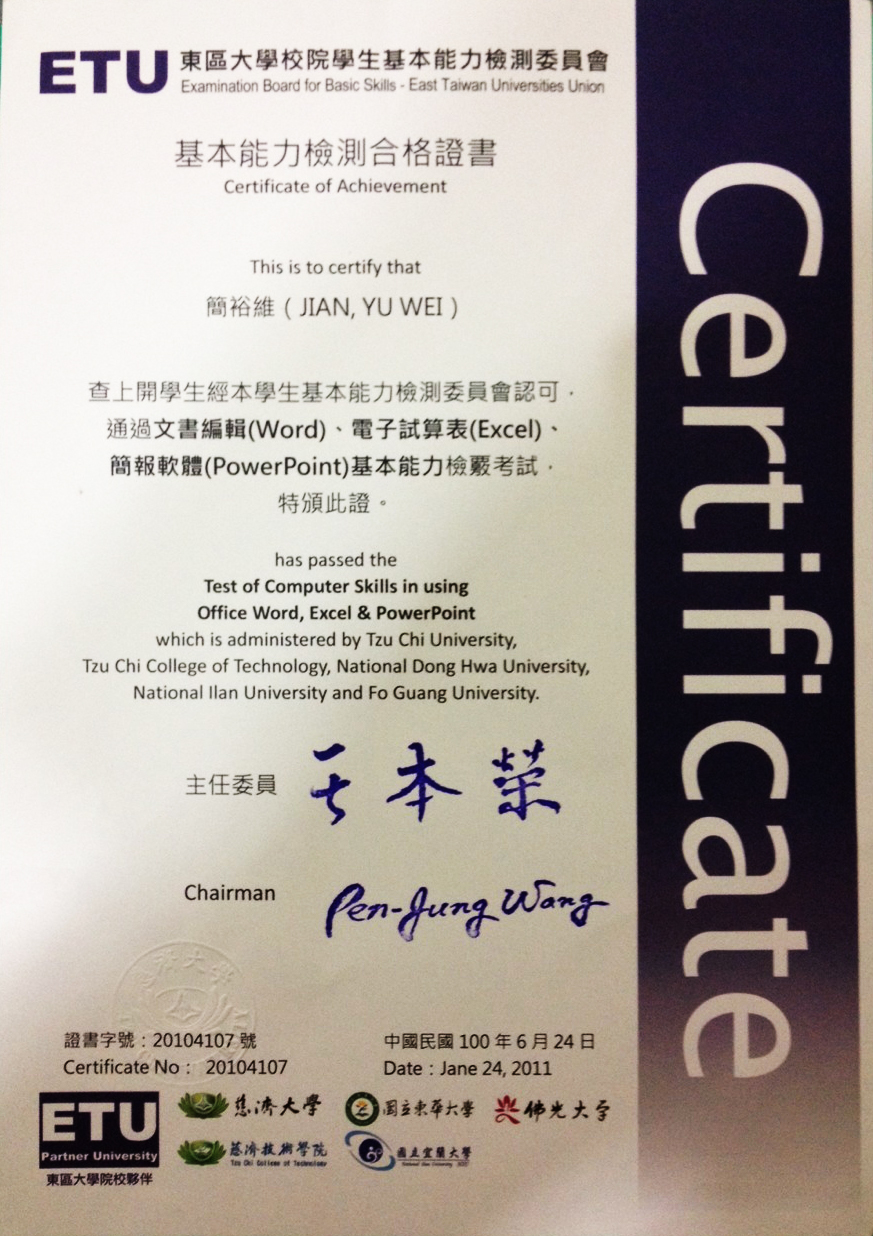 ETU 東區大學校院學生基本能力檢測委員會
Examination Board for Basic Skills - East Taiwan Universities Union
基本能力檢測合格證書
Certificate of Achievement
This is to certify that
簡裕維 ( JIAN, YU WEI )
查上開學生經本學生基本能力檢測委員會認可，
通過文書編輯(Word)、電子試算表(Excel)、
簡報軟體(PowerPoint)基本能力檢覈考試，
特頒此證。
has passed the
Test of Computer Skills in using
Office Word, Excel & PowerPoint
which is administered by Tzu Chi University,
Tzu Chi College of Technology, National Dong Hwa University,
National Ilan University and Fo Guang University.
主任委員 王本榮
Chairman Pen-Jung Wang
證書字號：20104107 號
Certificate No： 20104107
中國民國 100 年 6 月 24 日
Date：Jane 24, 2011
ETU
Partner University
東區大學院校夥伴
慈濟大學
國立東華大學
佛光大學
慈濟技術學院
Tzu Chi College of Technology
國立宜蘭大學
Certificate